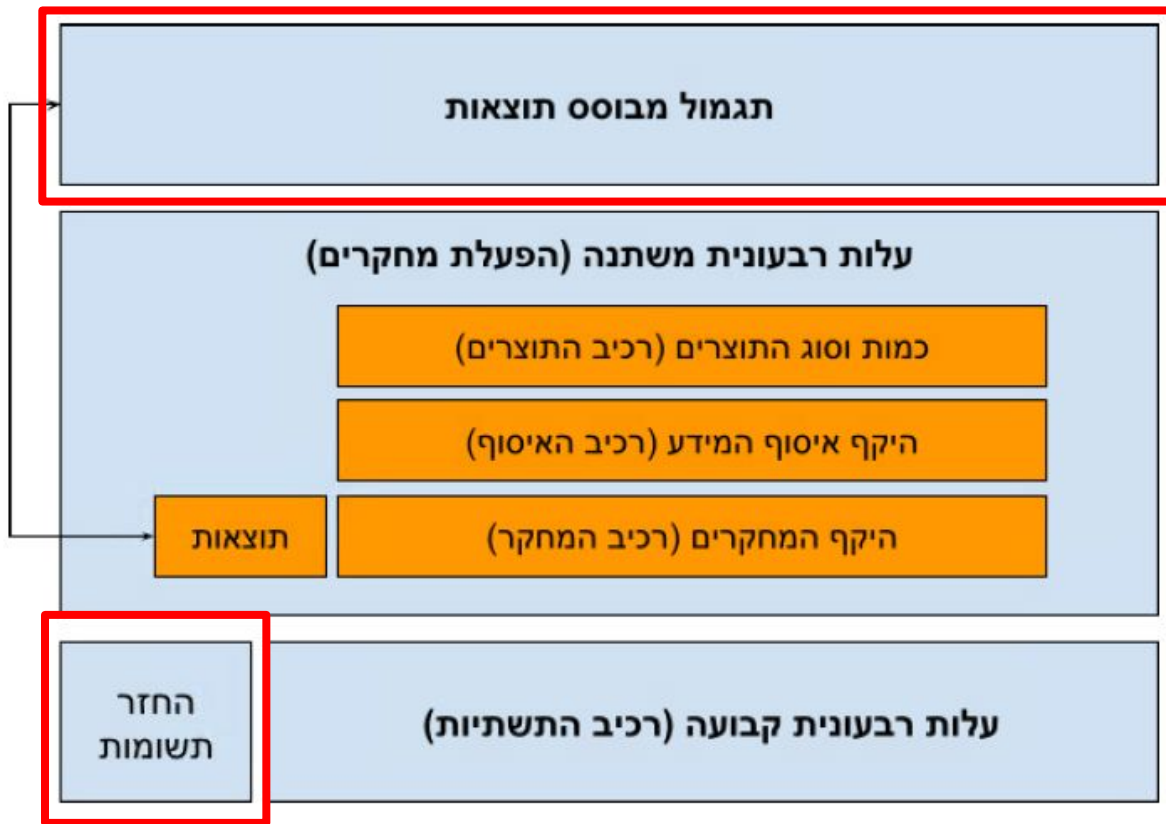 תגמול מבוסס תוצאות
עלות רבעונית משתנה (הפעלת מחקרים)
כמות וסוג התוצרים (רכיב התוצרים)
היקף איסוף המידע (רכיב האיסוף)
היקף המחקרים (רכיב המחקר)
תוצאות
עלות רבעונית קבועה (רכיב התשתיות)
החזר
תשומות